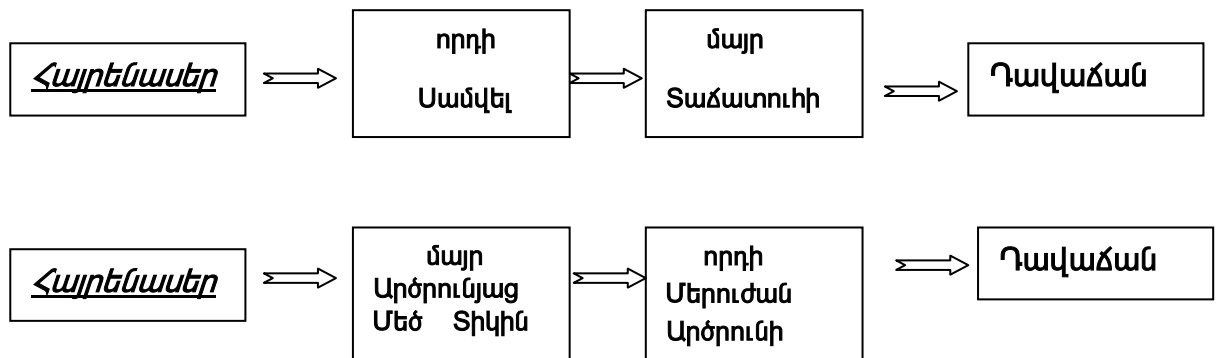 Հայրենասեր
որդի
Սամվել
մայր
Տաճատուհի
Դավաճան
Հայրենասեր
մայր
Արծրունյաց
Մեծ Տիկին
որդի
Մերուժան
Արծրունի
Դավաճան